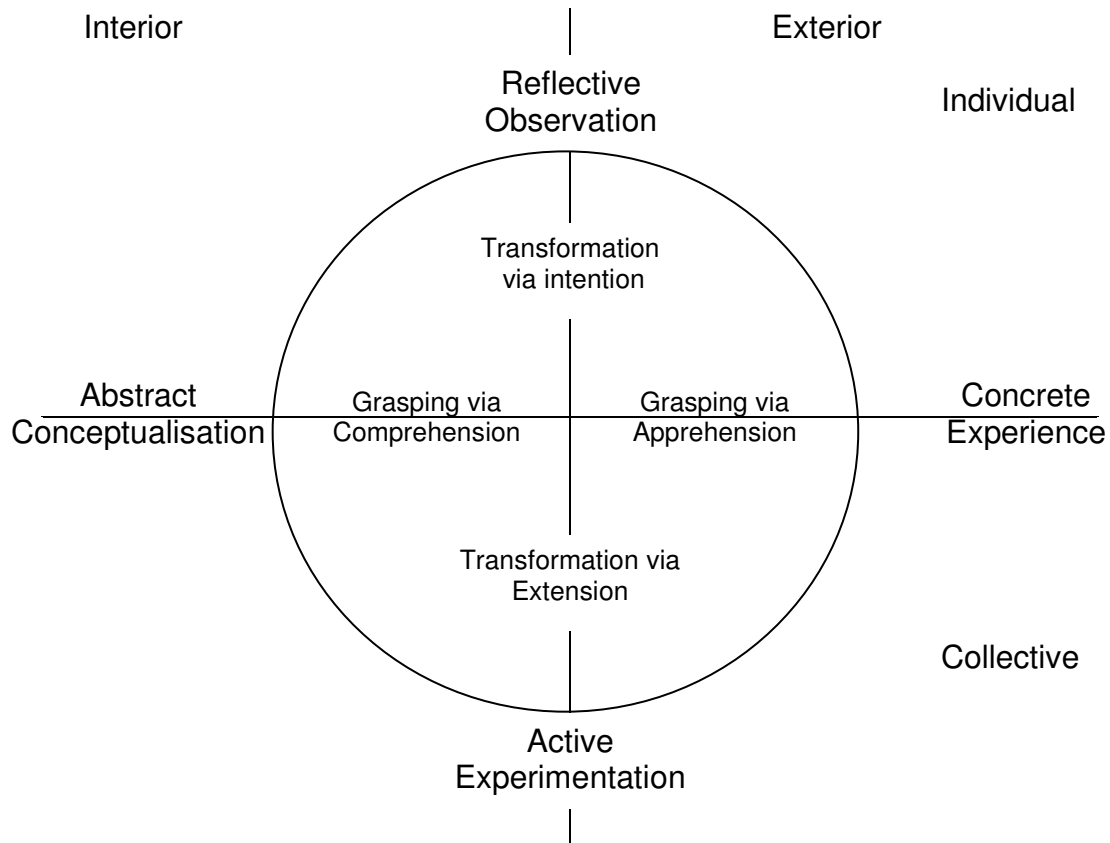 Interior
Exterior
Reflective
Observation
Individual
Transformation
via intention
Abstract
Conceptualisation
Grasping via
Comprehension
Grasping via
Apprehension
Concrete
Experience
Transformation via
Extension
Collective
Active
Experimentation